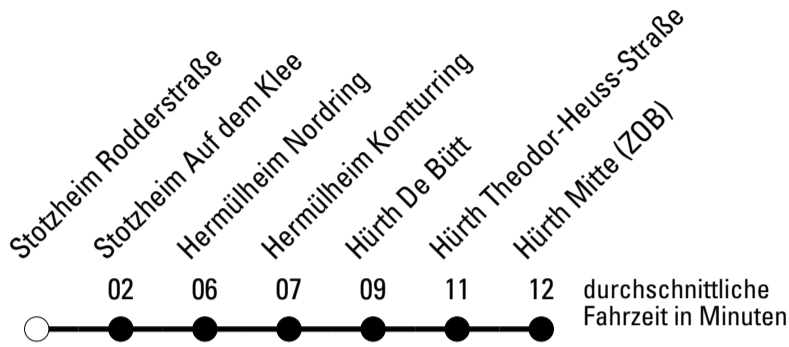 Stotzheim Rodderstraße
Stotzheim Auf dem Klee
Hermülheim Nordring
Hermülheim Komturring
Hürth De Bütt
Hürth Theodor-Heuss-Straße
Hürth Mitte (ZOB)
02 06 07 09 11 12 durchschnittliche
Fahrzeit in Minuten